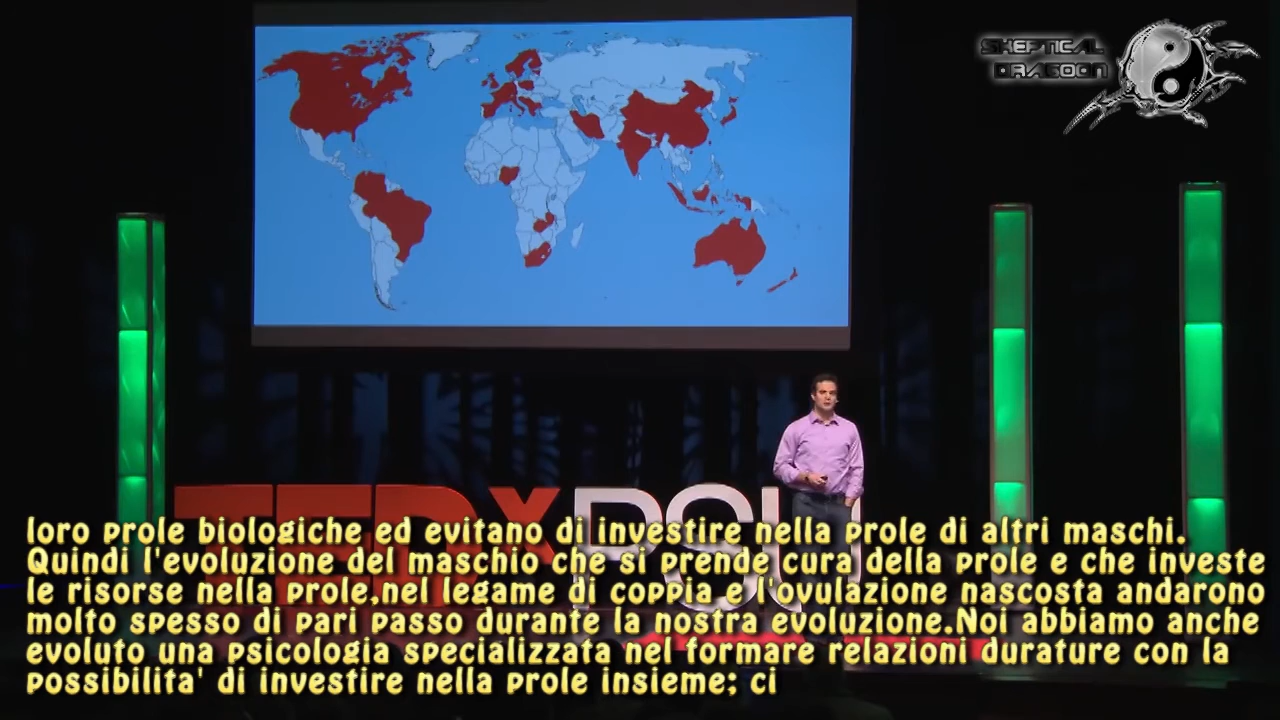 SKEPTICAL
DRAGOON
TEDxPSU
loro prole biologiche ed evitano di investire nella prole di altri maschi.
Quindi l'evoluzione del maschio che si prende cura della prole e che investe
le risorse nella prole,nel legame di coppia e l'ovulazione nascosta andarono
molto spesso di pari passo durante la nostra evoluzione.Noi abbiamo anche
evoluto una psicologia specializzata nel formare relazioni durature con la
possibilita' di investire nella prole insieme; ci